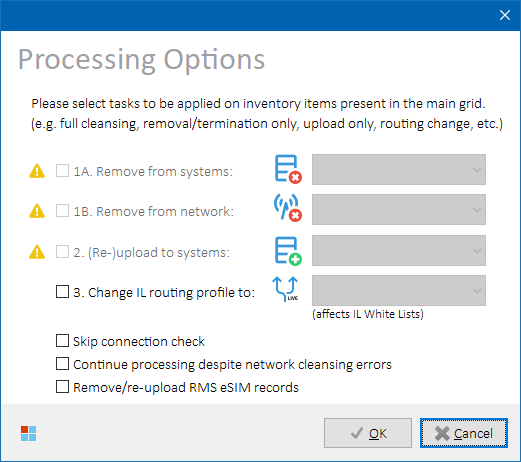 Processing Options
Please select tasks to be applied on inventory items present in the main grid.
(e.g. full cleansing, removal/termination only, upload only, routing change, etc.)
1A. Remove from systems:
1B. Remove from network:
2. (Re-)upload to systems:
3. Change IL routing profile to:
LIVE
(affects IL White Lists)
Skip connection check
Continue processing despite network cleansing errors
Remove/re-upload RMS eSIM records
OK
Cancel